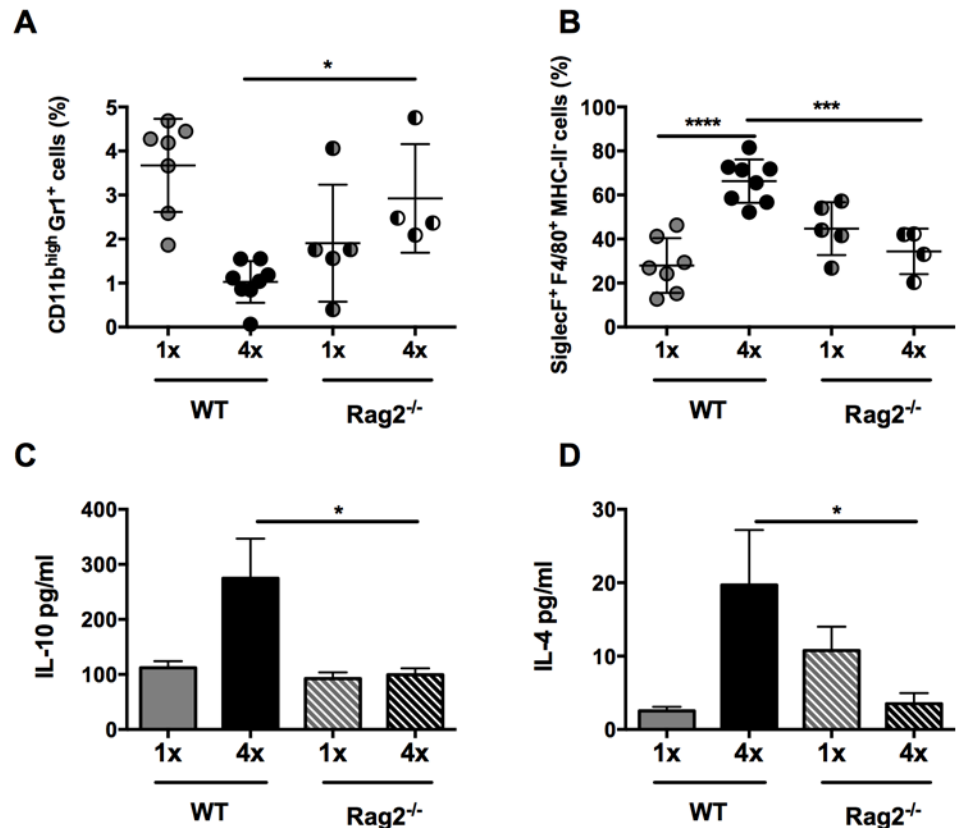 A
CD11b^high Gr1^+ cells (%)
5
4
3
2
1
0
*
1x 4x 1x 4x
WT Rag2^-/-
B
SiglecF^+ F4/80^+ MHC-II^- cells (%)
100
80
60
40
20
0
**** ***
1x 4x 1x 4x
WT Rag2^-/-
C
IL-10 pg/ml
400
300
200
100
0
*
1x 4x 1x 4x
WT Rag2^-/-
D
IL-4 pg/ml
30
20
10
0
*
1x 4x 1x 4x
WT Rag2^-/-